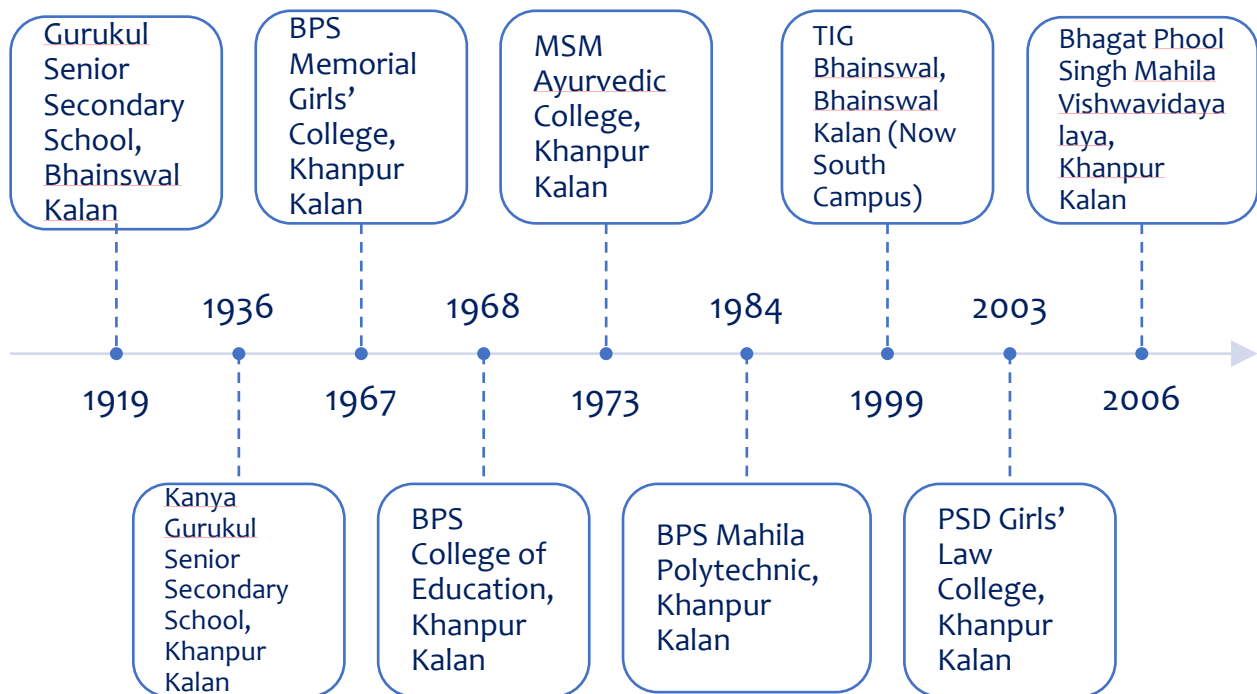 Gurukul
Senior
Secondary
School,
Bhainswal
Kalan
BPS
Memorial
Girls’
College,
Khanpur
Kalan
MSM
Ayurvedic
College,
Khanpur
Kalan
TIG
Bhainswal,
Bhainswal
Kalan (Now
South
Campus)
Bhagat Phool
Singh Mahila
Vishwavidaya
laya,
Khanpur
Kalan
1936
1968
1984
2003
1919
1967
1973
1999
2006
Kanya
Gurukul
Senior
Secondary
School,
Khanpur
Kalan
BPS
College of
Education,
Khanpur
Kalan
BPS Mahila
Polytechnic,
Khanpur
Kalan
PSD Girls’
Law
College,
Khanpur
Kalan